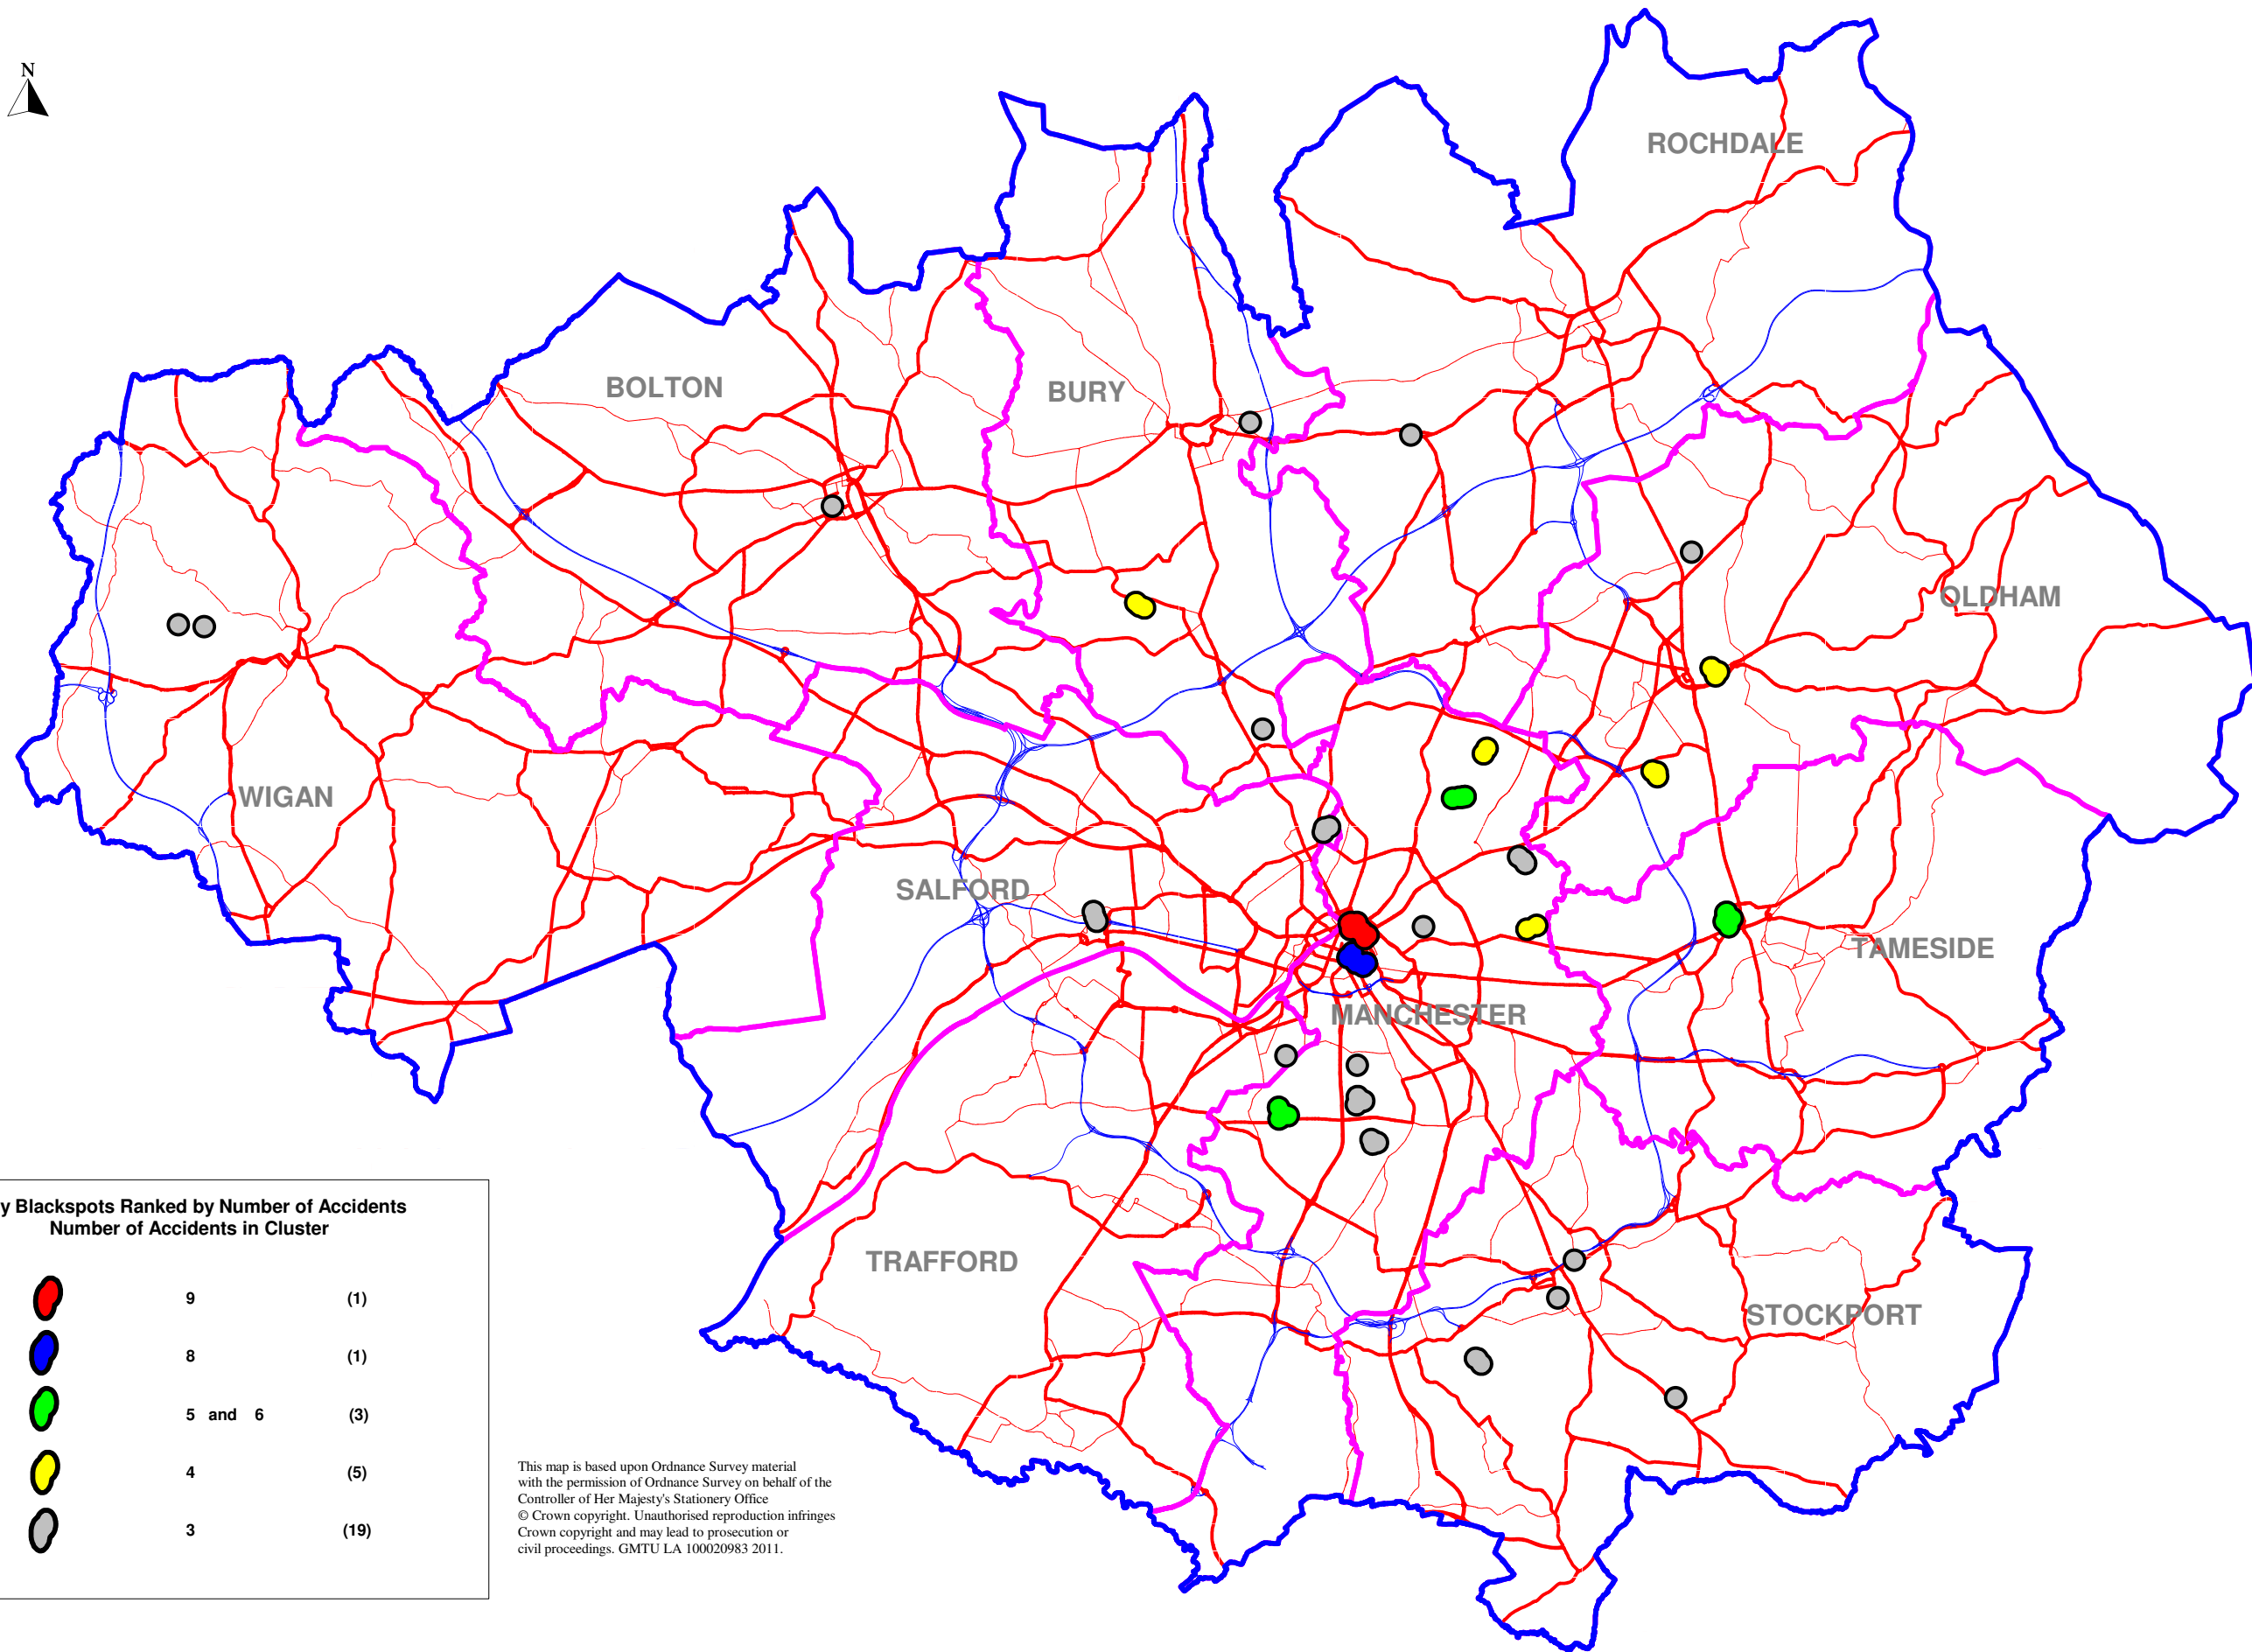 N
ROCHDALE
BOLTON
BURY
OLDHAM
WIGAN
SALFORD
TAMESIDE
MANCHESTER
TRAFFORD
STOCKPORT
y Blackspots Ranked by Number of Accidents
Number of Accidents in Cluster
9 (1)
8 (1)
5 and 6 (3)
4 (5)
3 (19)
This map is based upon Ordnance Survey material
with the permission of Ordnance Survey on behalf of the
Controller of Her Majesty's Stationery Office
© Crown copyright. Unauthorised reproduction infringes
Crown copyright and may lead to prosecution or
civil proceedings. GMTU LA 100020983 2011.